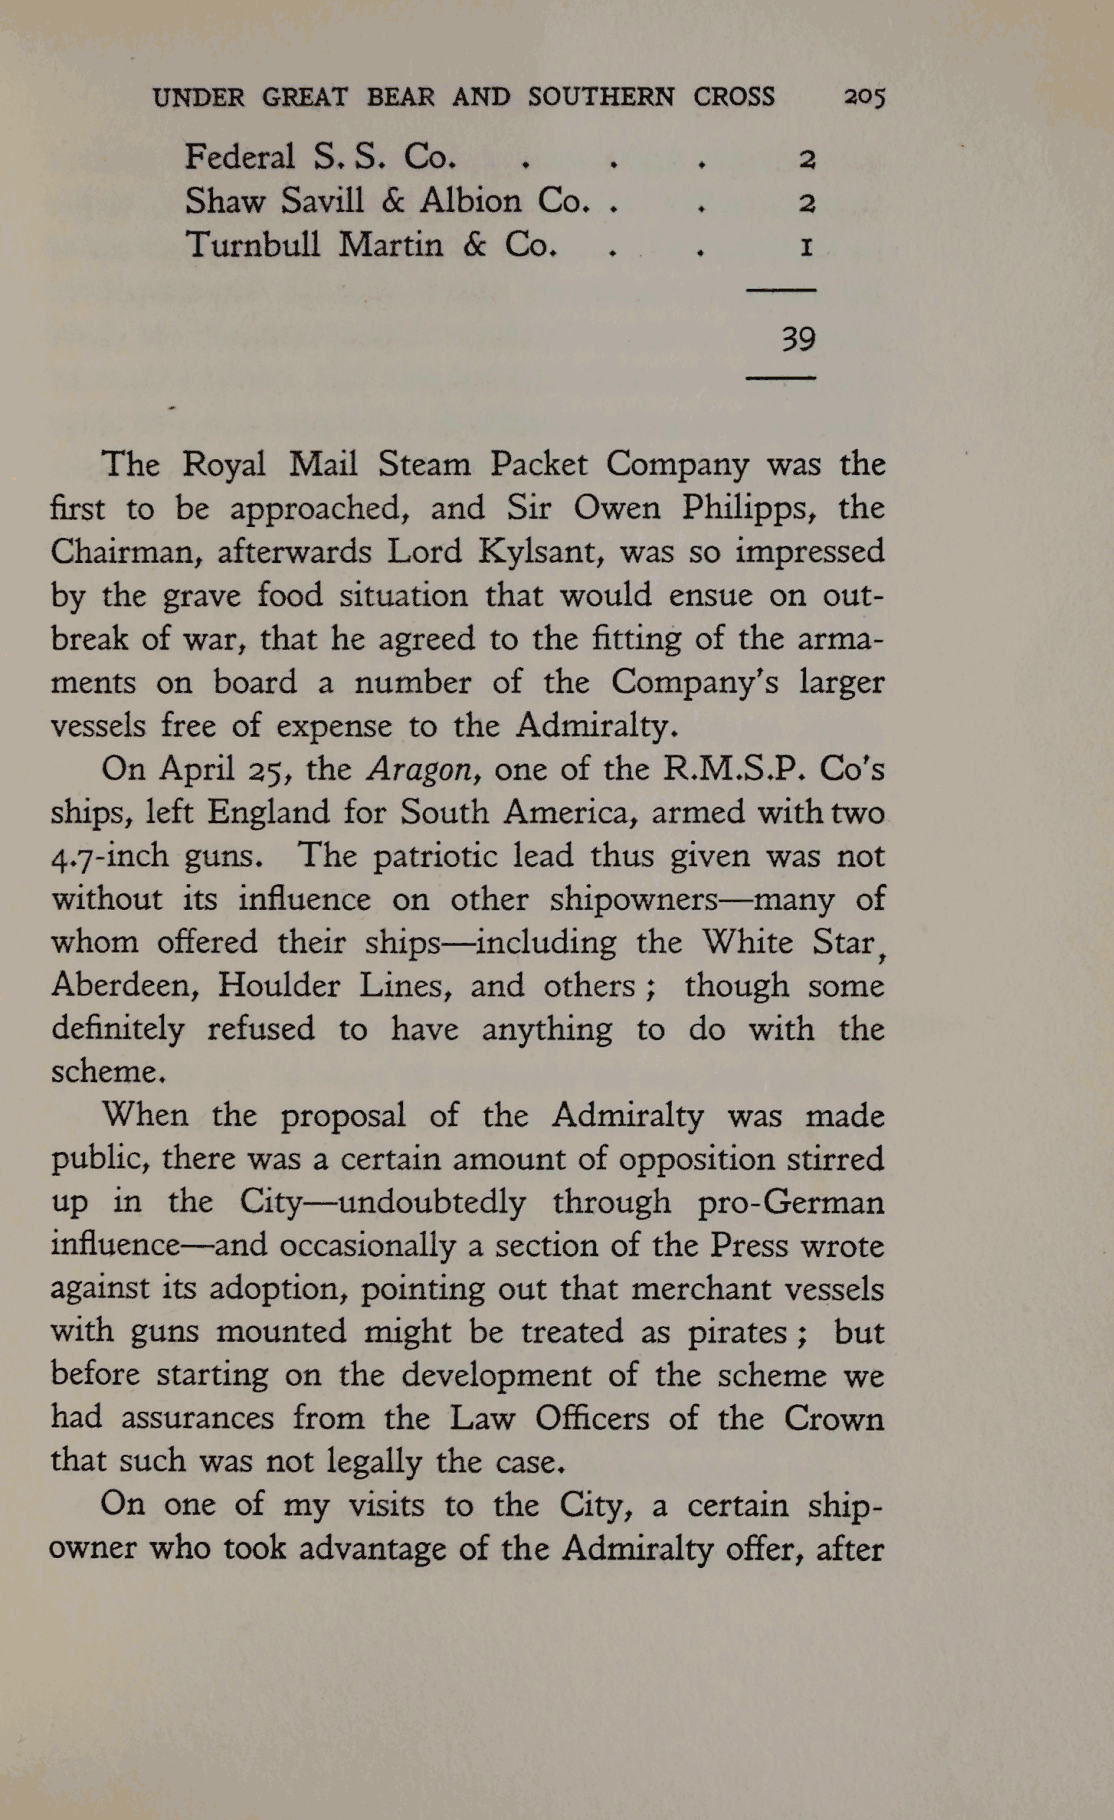 UNDER GREAT BEAR AND SOUTHERN CROSS 205
Federal S. S. Co. . . . 2
Shaw Savill & Albion Co. . . 2
Turnbull Martin & Co. . . 1
39
The Royal Mail Steam Packet Company was the
first to be approached, and Sir Owen Philipps, the
Chairman, afterwards Lord Kylsant, was so impressed
by the grave food situation that would ensue on out-
break of war, that he agreed to the fitting of the arma-
ments on board a number of the Company's larger
vessels free of expense to the Admiralty.
On April 25, the Aragon, one of the R.M.S.P. Co's
ships, left England for South America, armed with two
4.7-inch guns. The patriotic lead thus given was not
without its influence on other shipowners—many of
whom offered their ships—including the White Star,
Aberdeen, Houlder Lines, and others ; though some
definitely refused to have anything to do with the
scheme.
When the proposal of the Admiralty was made
public, there was a certain amount of opposition stirred
up in the City—undoubtedly through pro-German
influence—and occasionally a section of the Press wrote
against its adoption, pointing out that merchant vessels
with guns mounted might be treated as pirates ; but
before starting on the development of the scheme we
had assurances from the Law Officers of the Crown
that such was not legally the case.
On one of my visits to the City, a certain ship-
owner who took advantage of the Admiralty offer, after